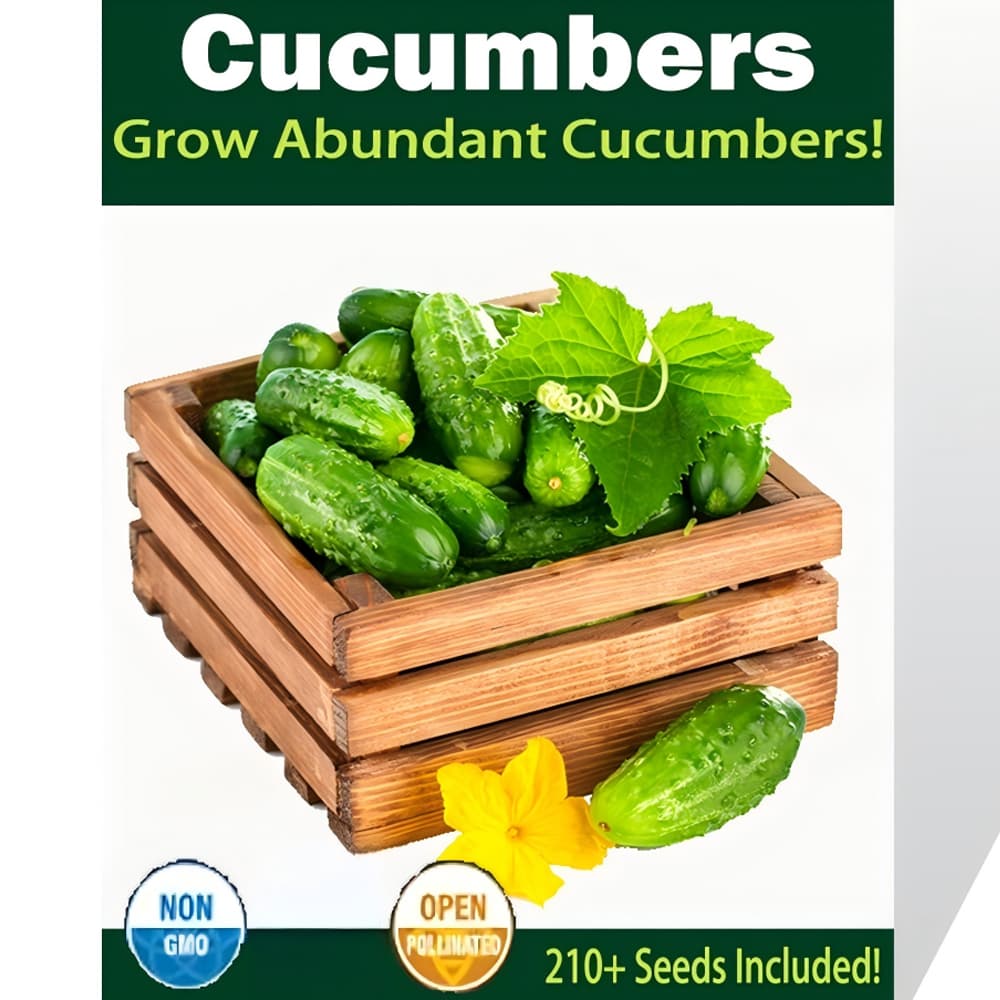 Cucumbers
Grow Abundant Cucumbers!
NON
GMO
OPEN
POLLINATED
210+ Seeds Included!